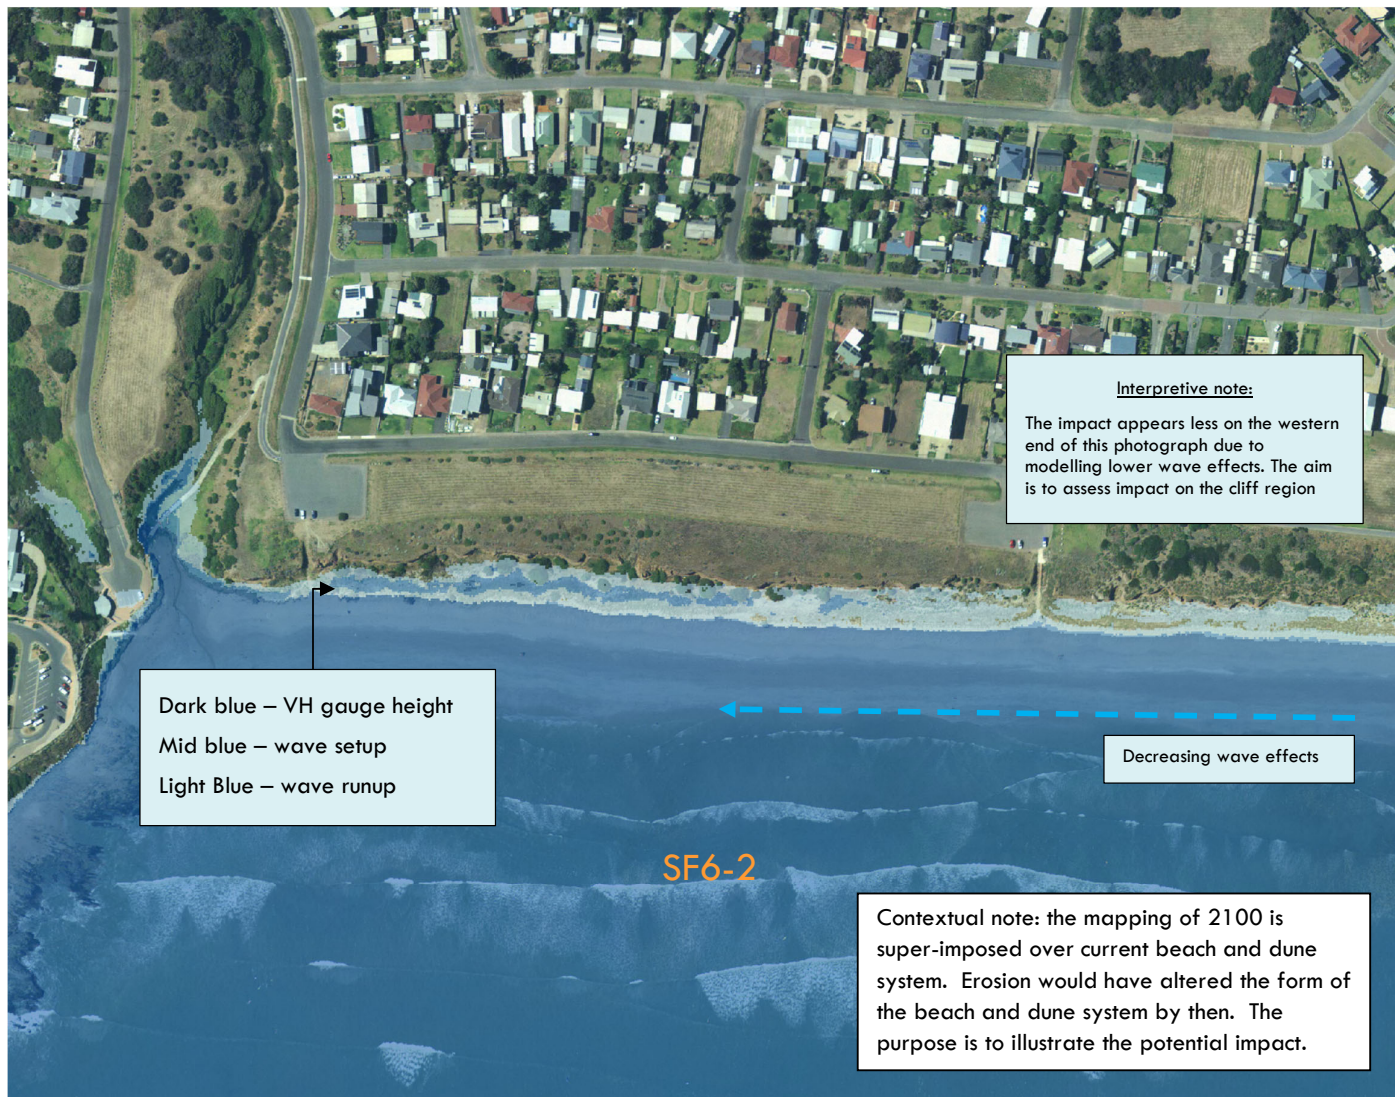 Interpretive note:
The impact appears less on the western
end of this photograph due to
modelling lower wave effects. The aim
is to assess impact on the cliff region
Dark blue – VH gauge height
Mid blue – wave setup
Light Blue – wave runup
Decreasing wave effects
SF6-2
Contextual note: the mapping of 2100 is
super-imposed over current beach and dune
system.  Erosion would have altered the form of
the beach and dune system by then.  The
purpose is to illustrate the potential impact.